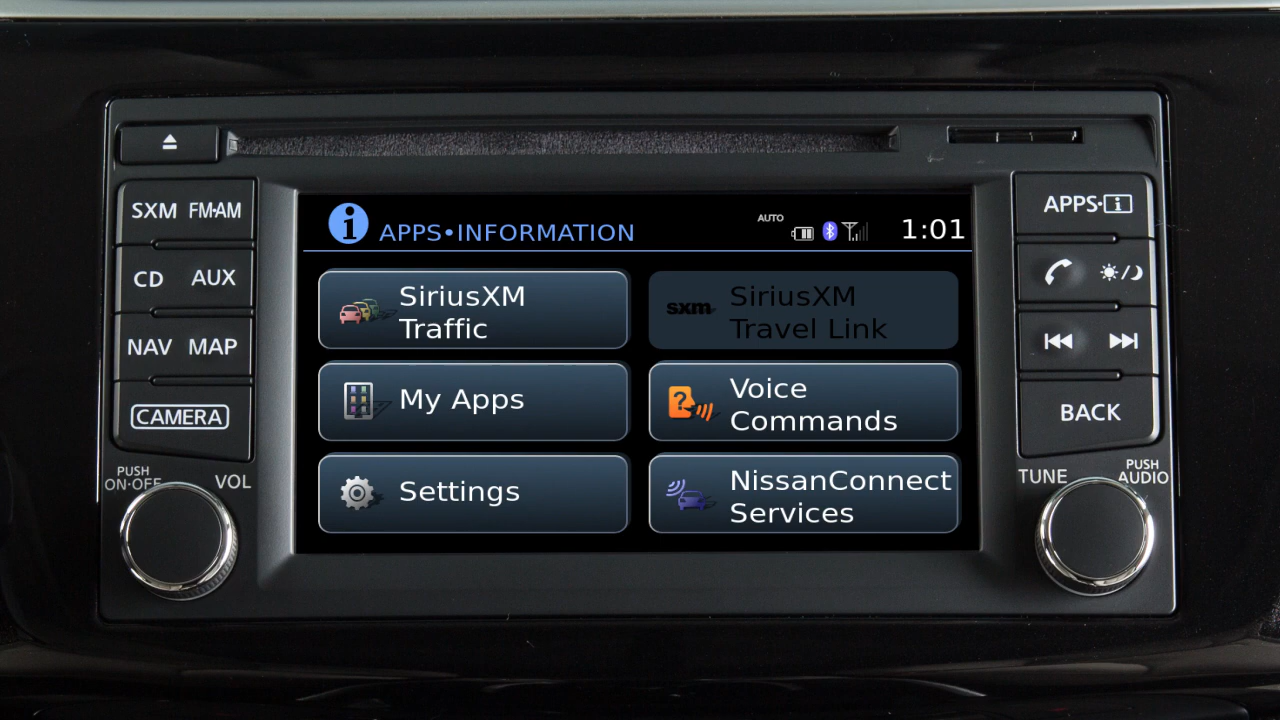 SXM FM·AM
CD AUX
NAV MAP
CAMERA
PUSH
ON·OFF
VOL
i APPS•INFORMATION
AUTO
1:01
SiriusXM
Traffic
sxm
SiriusXM
Travel Link
My Apps
?
Voice
Commands
Settings
NissanConnect
Services
APPS·i
BACK
TUNE
PUSH
AUDIO